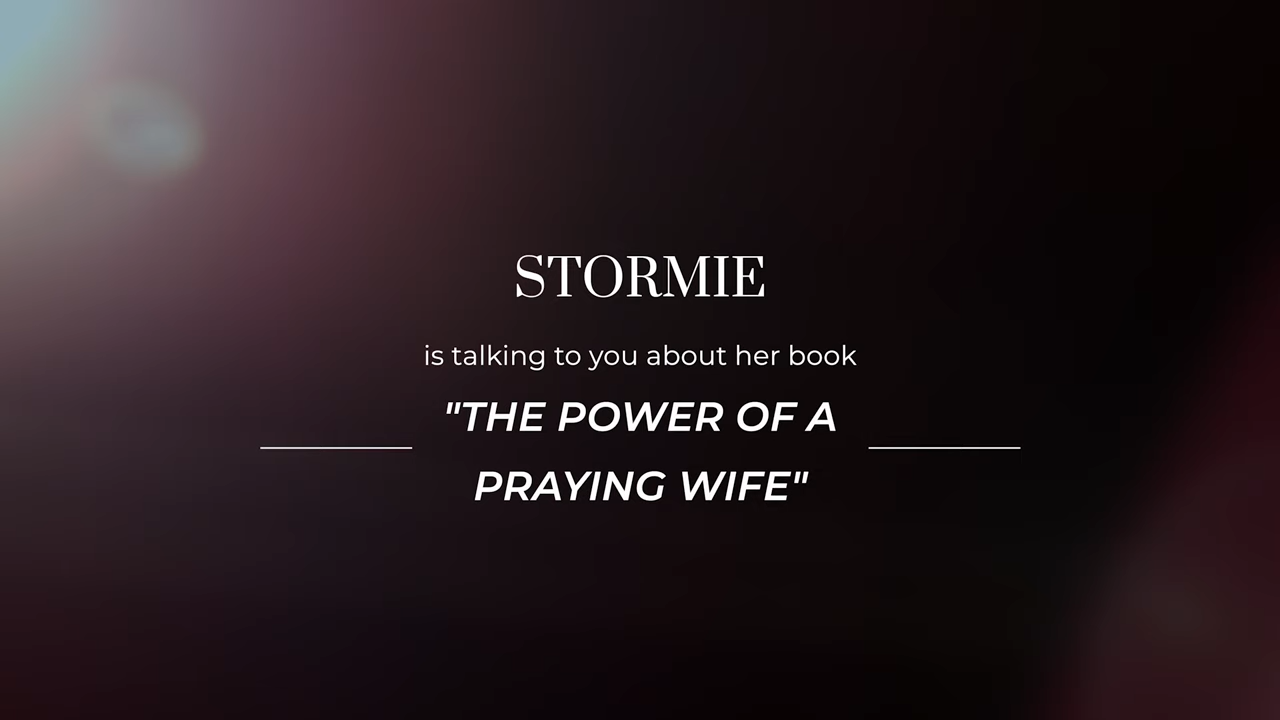 STORMIE
is talking to you about her book
"THE POWER OF A
PRAYING WIFE"